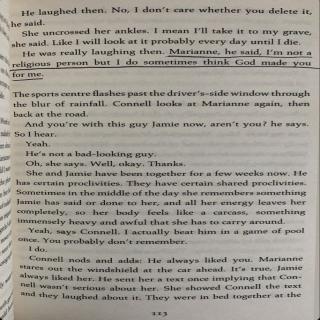 He laughed then. No, I don't care whether you delete it,
he said.
She uncrossed her ankles. I mean I'll take it to my grave,
she said. Like I will look at it probably every day until I die.
He was really laughing then. Marianne, he said, I'm not a
religious person but I do sometimes think God made you
for me.
The sports centre flashes past the driver's-side window through
the blur of rainfall. Connell looks at Marianne again, then
back at the road.
And you're with this guy Jamie now, aren't you? he says.
So I hear.
Yeah.
He's not a bad-looking guy.
Oh, she says. Well, okay. Thanks.
She and Jamie have been together for a few weeks now. He
has certain proclivities. They have certain shared proclivities.
Sometimes in the middle of the day she remembers something
Jamie has said or done to her, and all her energy leaves her
completely, so her body feels like a carcass, something
immensely heavy and awful that she has to carry around.
Yeah, says Connell. I actually beat him in a game of pool
once. You probably don't remember.
I do.
Connell nods and adds: He always liked you. Marianne
stares out the windshield at the car ahead. It's true, Jamie
always liked her. He sent her a text once implying that Con-
nell wasn't serious about her. She showed Connell the text
and they laughed about it. They were in bed together at the
113